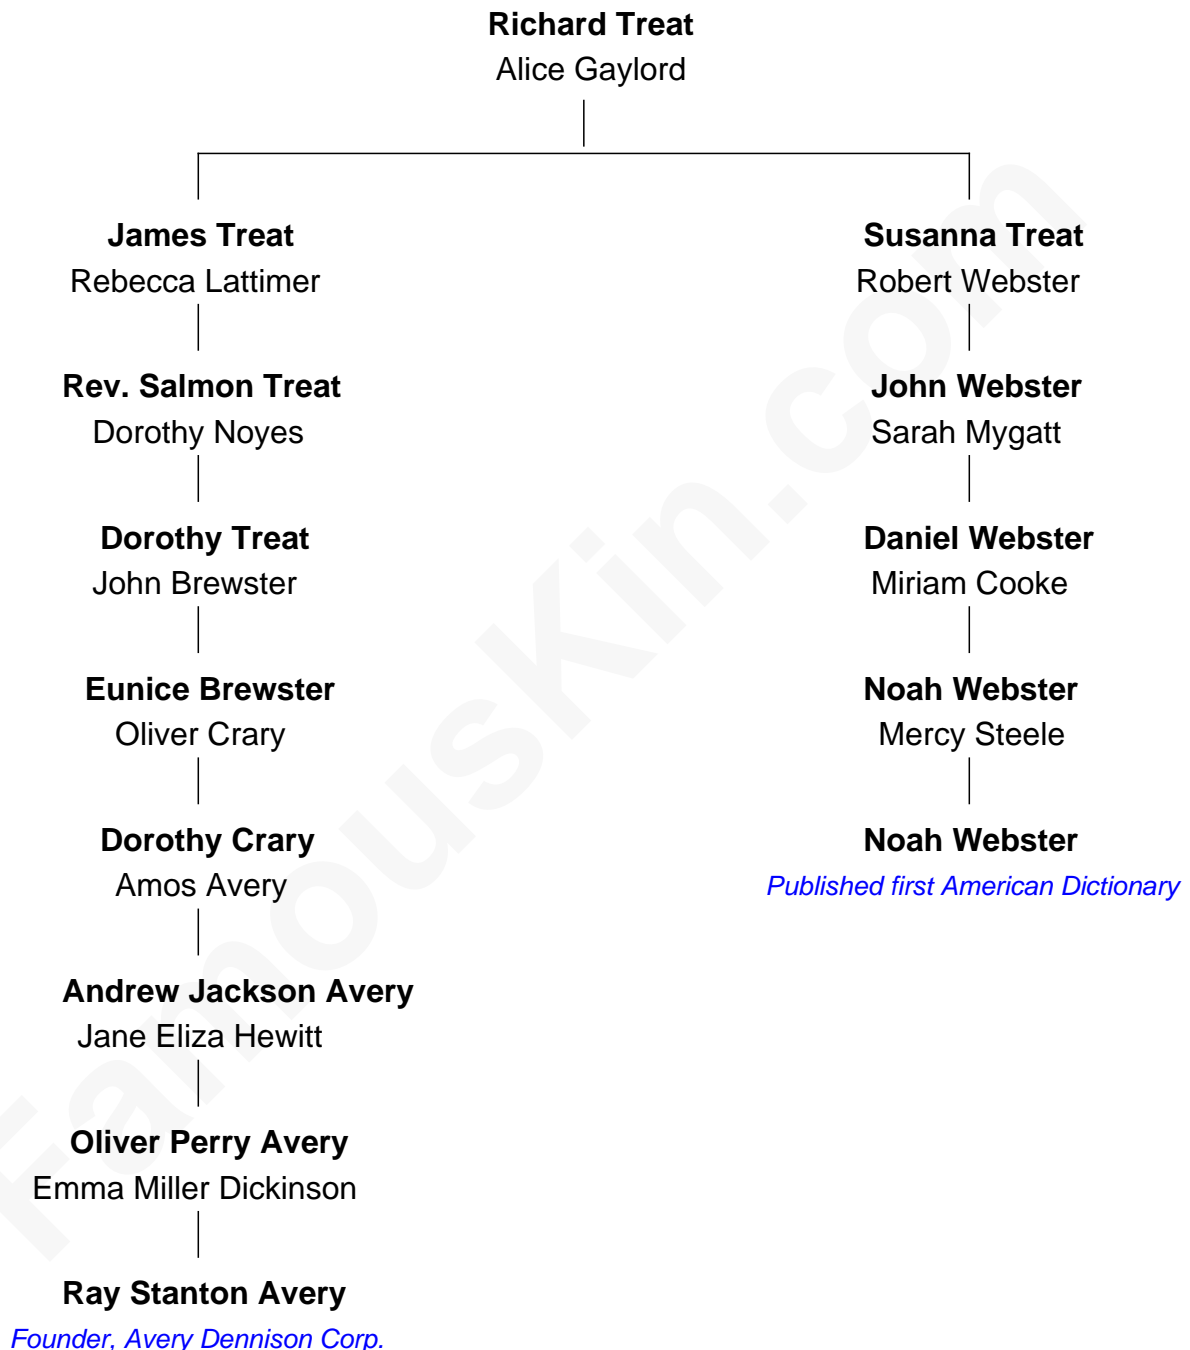 Richard Treat
Alice Gaylord
James Treat
Rebecca Lattimer
Rev. Salmon Treat
Dorothy Noyes
Dorothy Treat
John Brewster
Eunice Brewster
Oliver Crary
Dorothy Crary
Amos Avery
Andrew Jackson Avery
Jane Eliza Hewitt
Oliver Perry Avery
Emma Miller Dickinson
Ray Stanton Avery
Founder, Avery Dennison Corp.
Susanna Treat
Robert Webster
John Webster
Sarah Mygatt
Daniel Webster
Miriam Cooke
Noah Webster
Mercy Steele
Noah Webster
Published first American Dictionary
FamousKin.com